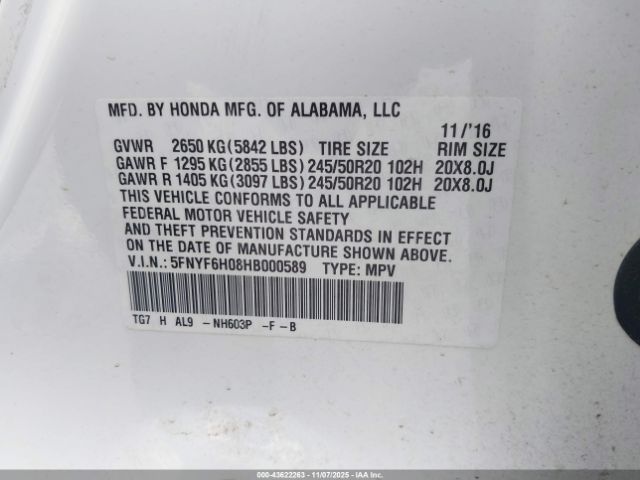 MFD. BY HONDA MFG. OF ALABAMA, LLC
11/'16
GVWR 2650 KG(5842 LBS) TIRE SIZE RIM SIZE
GAWR F 1295 KG(2855 LBS) 245/50R20 102H 20X8.0J
GAWR R 1405 KG(3097 LBS) 245/50R20 102H 20X8.0J
THIS VEHICLE CONFORMS TO ALL APPLICABLE
FEDERAL MOTOR VEHICLE SAFETY
AND THEFT PREVENTION STANDARDS IN EFFECT
ON THE DATE OF MANUFACTURE SHOWN ABOVE.
V.I.N.: 5FNYF6H08HB000589 TYPE: MPV
TG7 H AL9 -NH603P -F-B
000-43622263 - 11/07/2025 - IAAI.COM